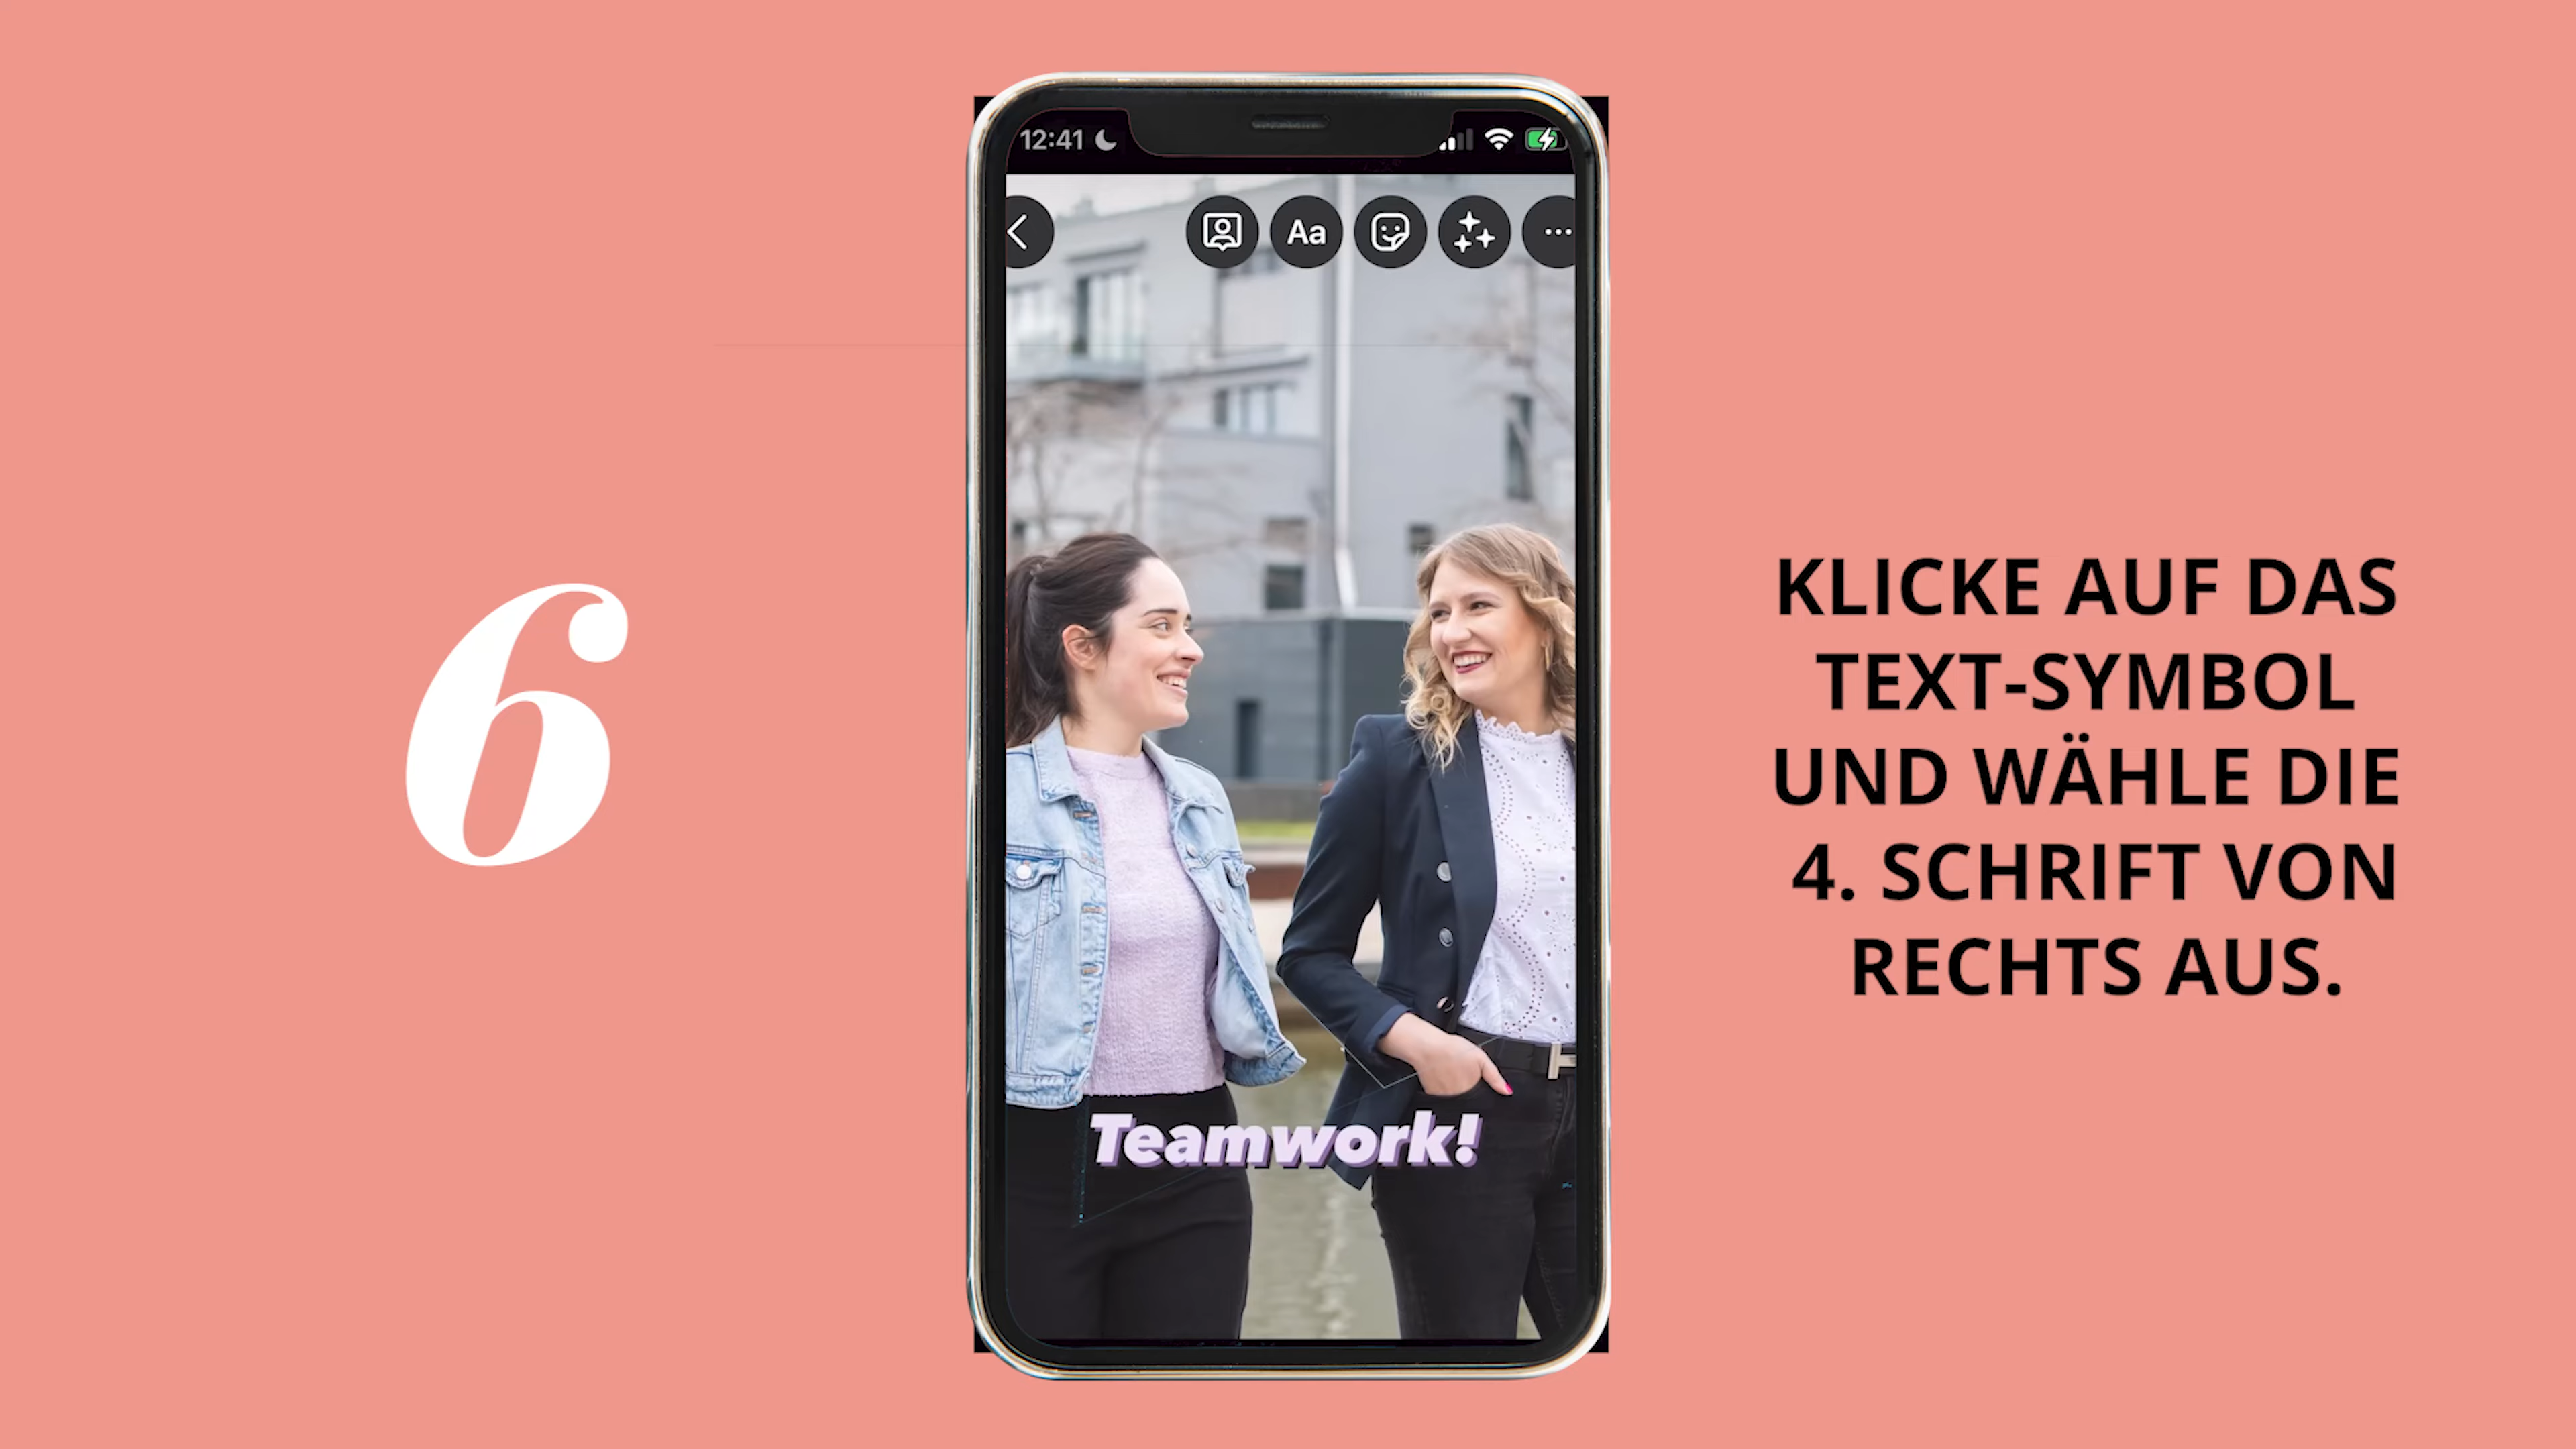 6
12:41
Aa
Teamwork!
KLICKE AUF DAS
TEXT-SYMBOL
UND WÄHLE DIE
4. SCHRIFT VON
RECHTS AUS.